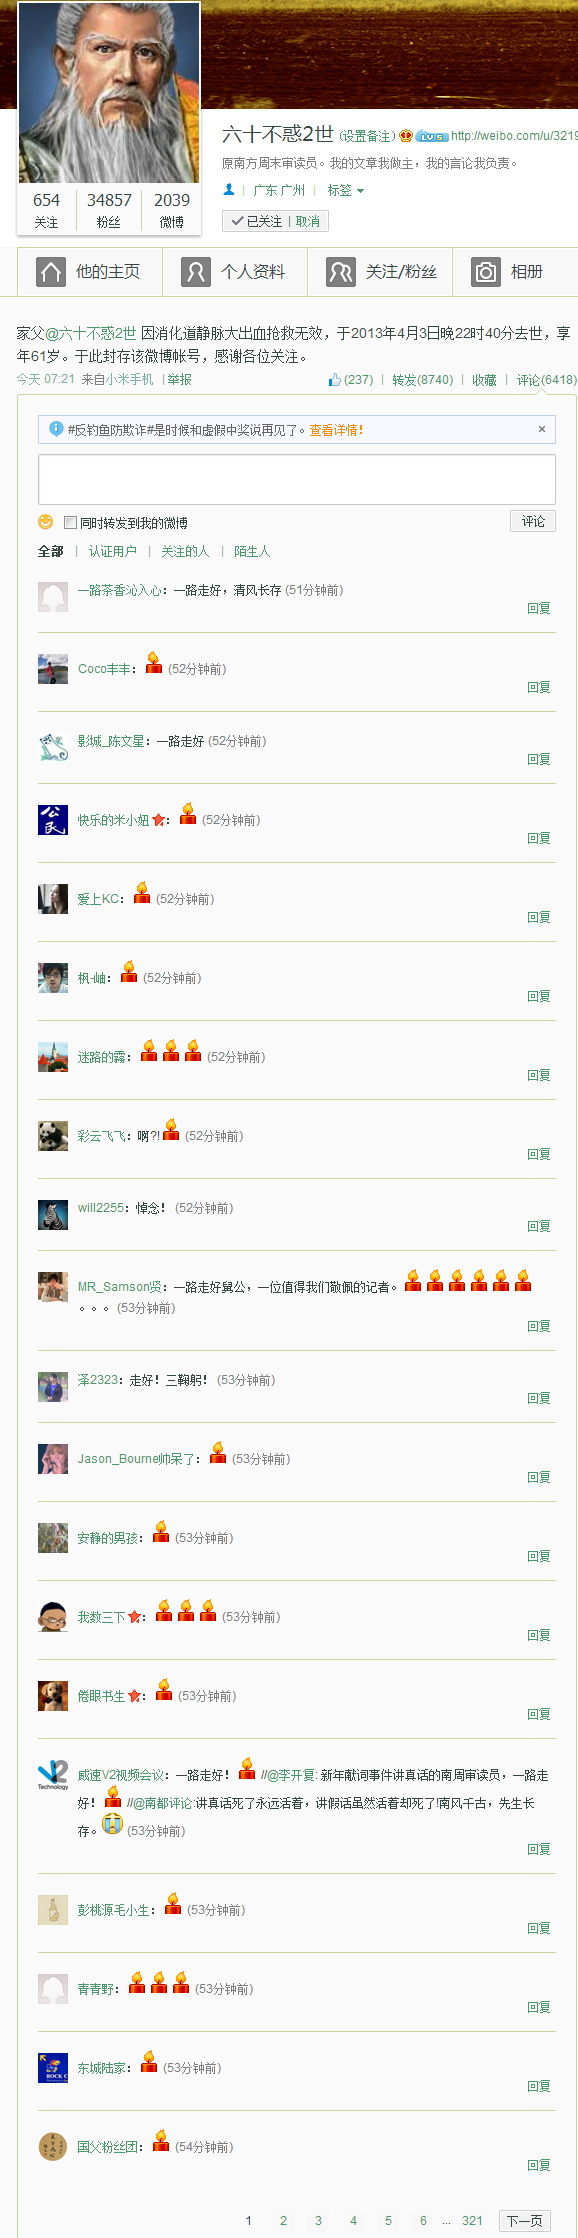 六十不惑2世 (设置备注) LV 5 http://weibo.com/u/3219
原南方周末审读员。我的文章我做主，我的言论我负责。
广东 广州 | 标签
654 34857 2039
关注 粉丝 微博
已关注 | 取消
他的主页 个人资料 关注/粉丝 相册
家父@六十不惑2世 因消化道静脉大出血抢救无效，于2013年4月3日晚22时40分去世，享
年61岁。于此封存该微博帐号，感谢各位关注。
今天 07:21 来自小米手机 | 举报 (237) | 转发(8740) | 收藏 | 评论(6418)
#反钓鱼防欺诈#是时候和虚假中奖说再见了。查看详情！ ×
同时转发到我的微博 评论
全部 | 认证用户 | 关注的人 | 陌生人
一路茶香沁入心：一路走好，清风长存 (51分钟前)
回复
Coco丰丰： (52分钟前)
回复
影城_陈文星：一路走好 (52分钟前)
回复
公民
快乐的米小妞： (52分钟前)
回复
爱上KC： (52分钟前)
回复
枫-岫： (52分钟前)
回复
迷路的霧： (52分钟前)
回复
彩云飞飞：啊?! (52分钟前)
回复
will2255：悼念！ (52分钟前)
回复
MR_Samson贤：一路走好舅公，一位值得我们敬佩的记者。
。。。 (53分钟前)
回复
泽2323：走好！三鞠躬！ (53分钟前)
回复
Jason_Bourne帅呆了： (53分钟前)
回复
安静的男孩： (53分钟前)
回复
我数三下： (53分钟前)
回复
倦眼书生： (53分钟前)
回复
V2 Technology
威速V2视频会议：一路走好！ //@李开复: 新年献词事件讲真话的南周审读员，一路走
好！ //@南都评论:讲真话死了永远活着，讲假话虽然活着却死了!南风千古，先生长
存。 (53分钟前)
回复
彭桃源毛小生： (53分钟前)
回复
青青野： (53分钟前)
回复
ROCK C
东城陆家： (53分钟前)
回复
国父粉丝团： (54分钟前)
回复
1 2 3 4 5 6 ... 321 下一页